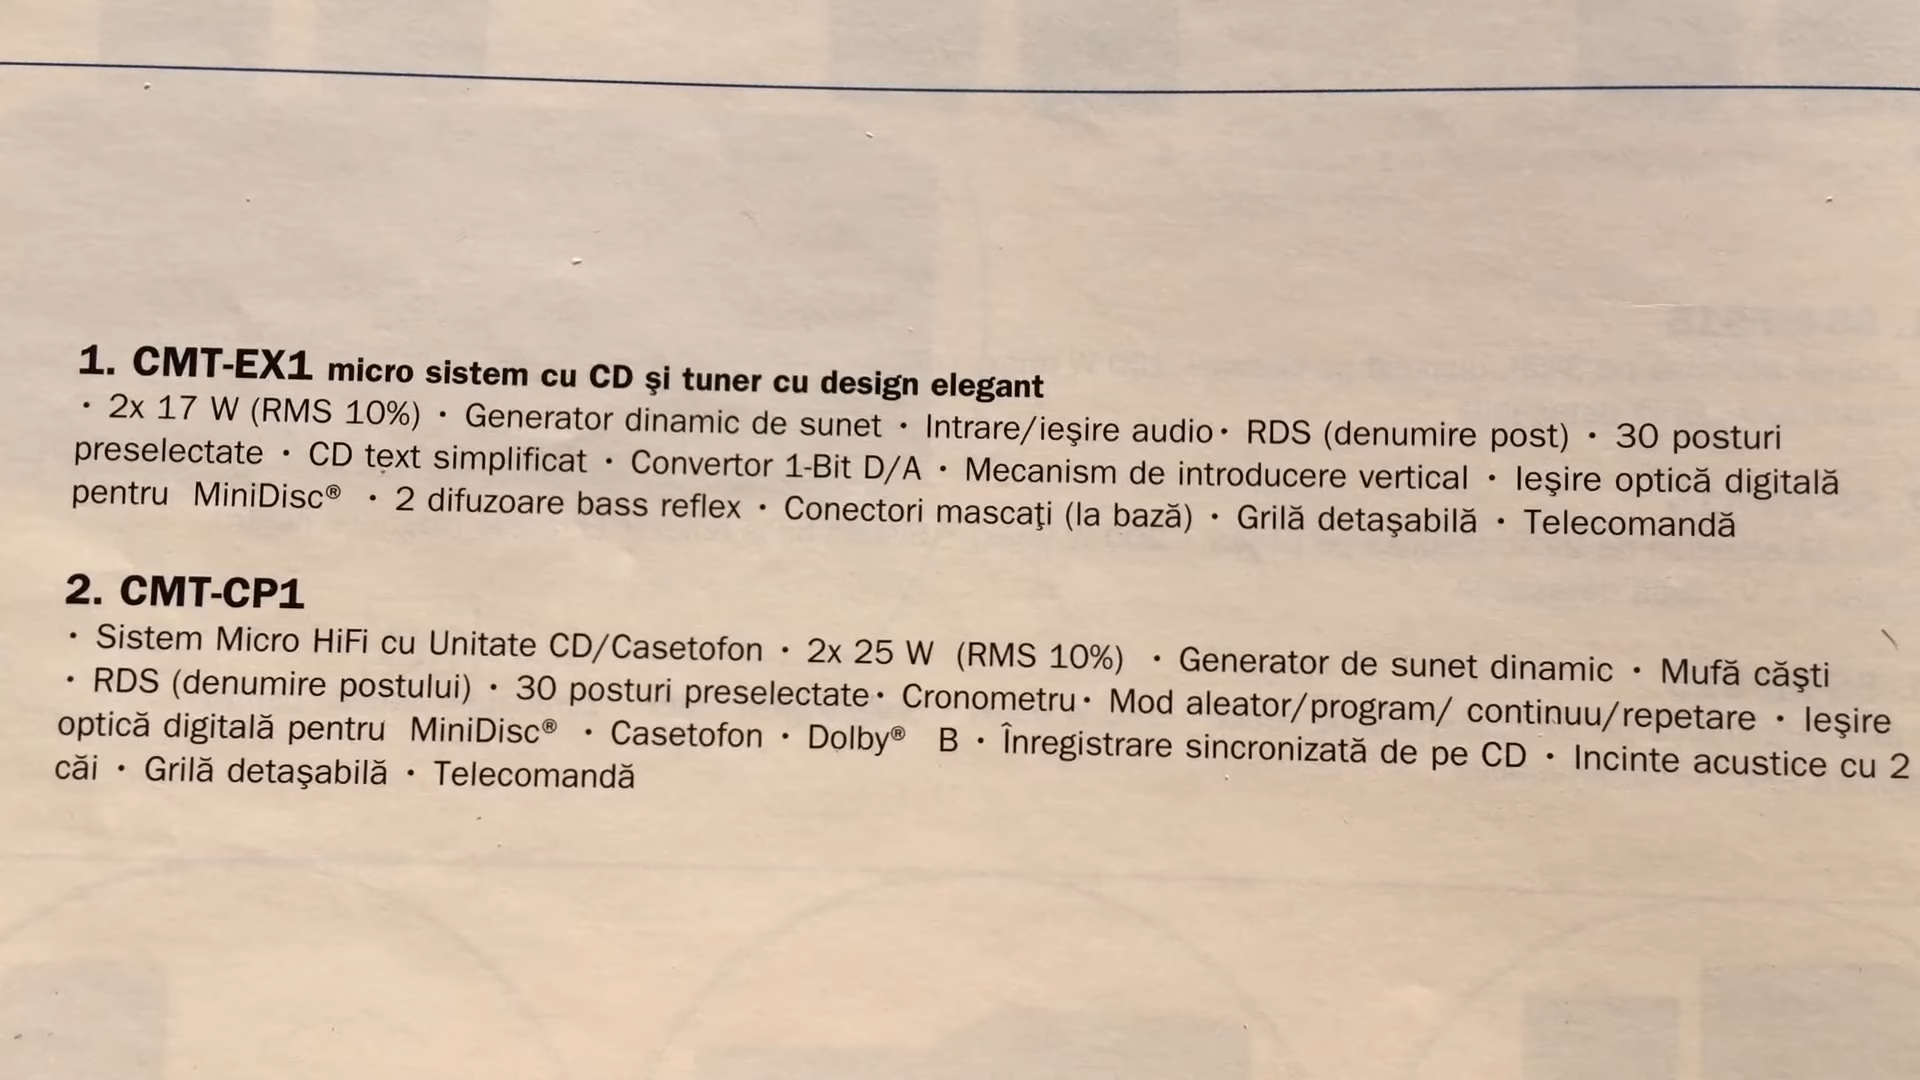 1. CMT-EX1 micro sistem cu CD şi tuner cu design elegant
· 2x 17 W (RMS 10%) · Generator dinamic de sunet · Intrare/ieşire audio· RDS (denumire post) · 30 posturi
preselectate · CD text simplificat · Convertor 1-Bit D/A · Mecanism de introducere vertical · Ieşire optică digitală
pentru MiniDisc® · 2 difuzoare bass reflex · Conectori mascaţi (la bază) · Grilă detaşabilă · Telecomandă
2. CMT-CP1
· Sistem Micro HiFi cu Unitate CD/Casetofon · 2x 25 W (RMS 10%) · Generator de sunet dinamic · Mufă căşti
· RDS (denumire postului) · 30 posturi preselectate· Cronometru· Mod aleator/program/ continuu/repetare · Ieşire
optică digitală pentru MiniDisc® · Casetofon · Dolby® B · Înregistrare sincronizată de pe CD · Incinte acustice cu 2
căi · Grilă detaşabilă · Telecomandă